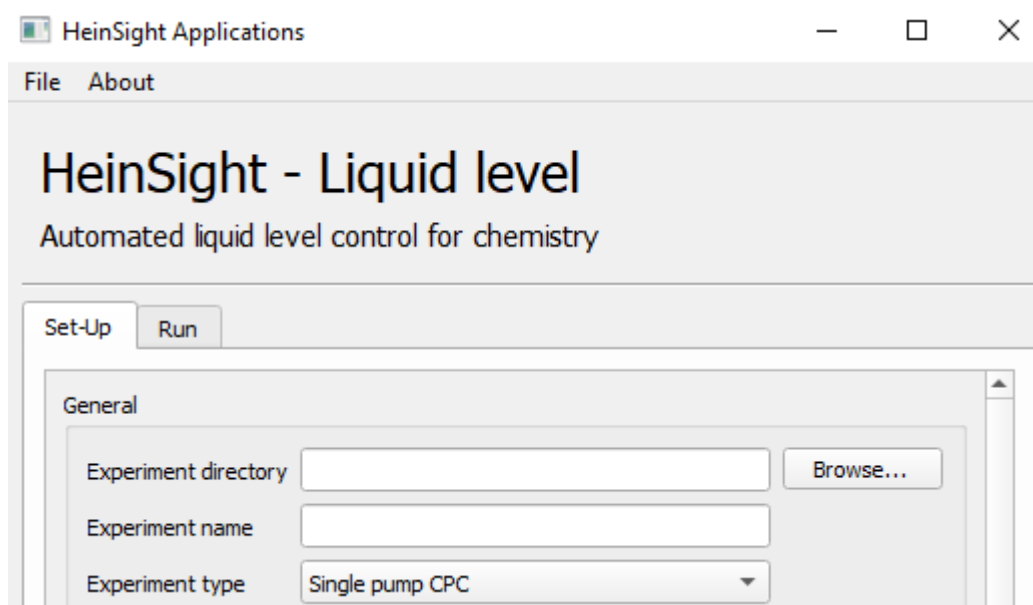 HeinSight Applications
File About
HeinSight - Liquid level
Automated liquid level control for chemistry
Set-Up Run
General
Experiment directory Browse...
Experiment name
Experiment type Single pump CPC